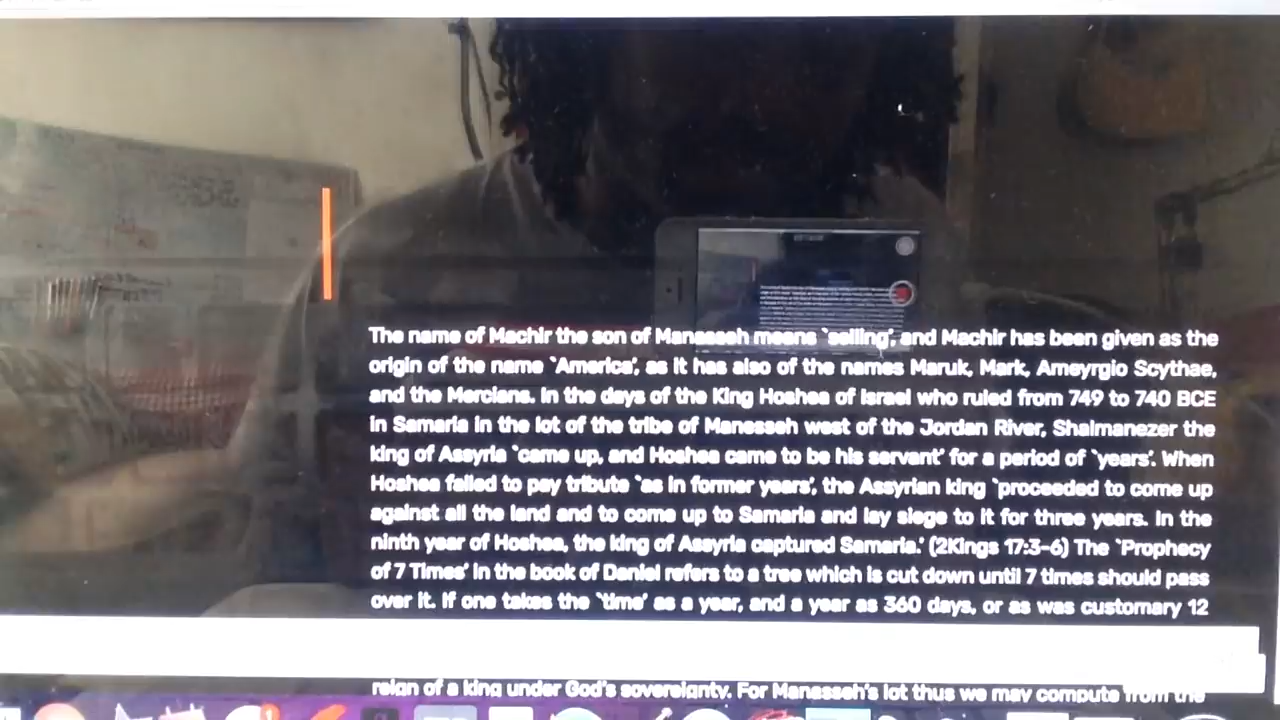 The name of Machir the son of Manasseh means `selling', and Machir has been given as the
origin of the name `America', as it has also of the names Maruk, Mark, Ameyrgio Scythae,
and the Mercians. In the days of the King Hoshea of Israel who ruled from 749 to 740 BCE
in Samaria in the lot of the tribe of Manesseh west of the Jordan River, Shalmanezer the
king of Assyria `came up, and Hoshea came to be his servant' for a period of `years'. When
Hoshea failed to pay tribute `as in former years', the Assyrian king `proceeded to come up
against all the land and to come up to Samaria and lay siege to it for three years. In the
ninth year of Hoshea, the king of Assyria captured Samaria.' (2Kings 17:3-6) The `Prophecy
of 7 Times' in the book of Daniel refers to a tree which is cut down until 7 times should pass
over it. If one takes the `time' as a year, and a year as 360 days, or as was customary 12
reign of a king under God's sovereignty. For Manasseh's lot thus we may compute from the